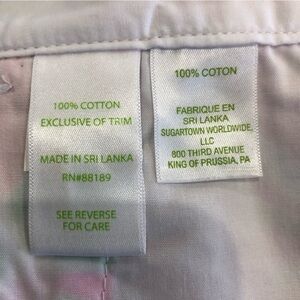 100% COTTON
EXCLUSIVE OF TRIM
MADE IN SRI LANKA
RN#88189
SEE REVERSE
FOR CARE
100% COTON
FABRIQUE EN
SRI LANKA
SUGARTOWN WORLDWIDE,
LLC
800 THIRD AVENUE
KING OF PRUSSIA, PA